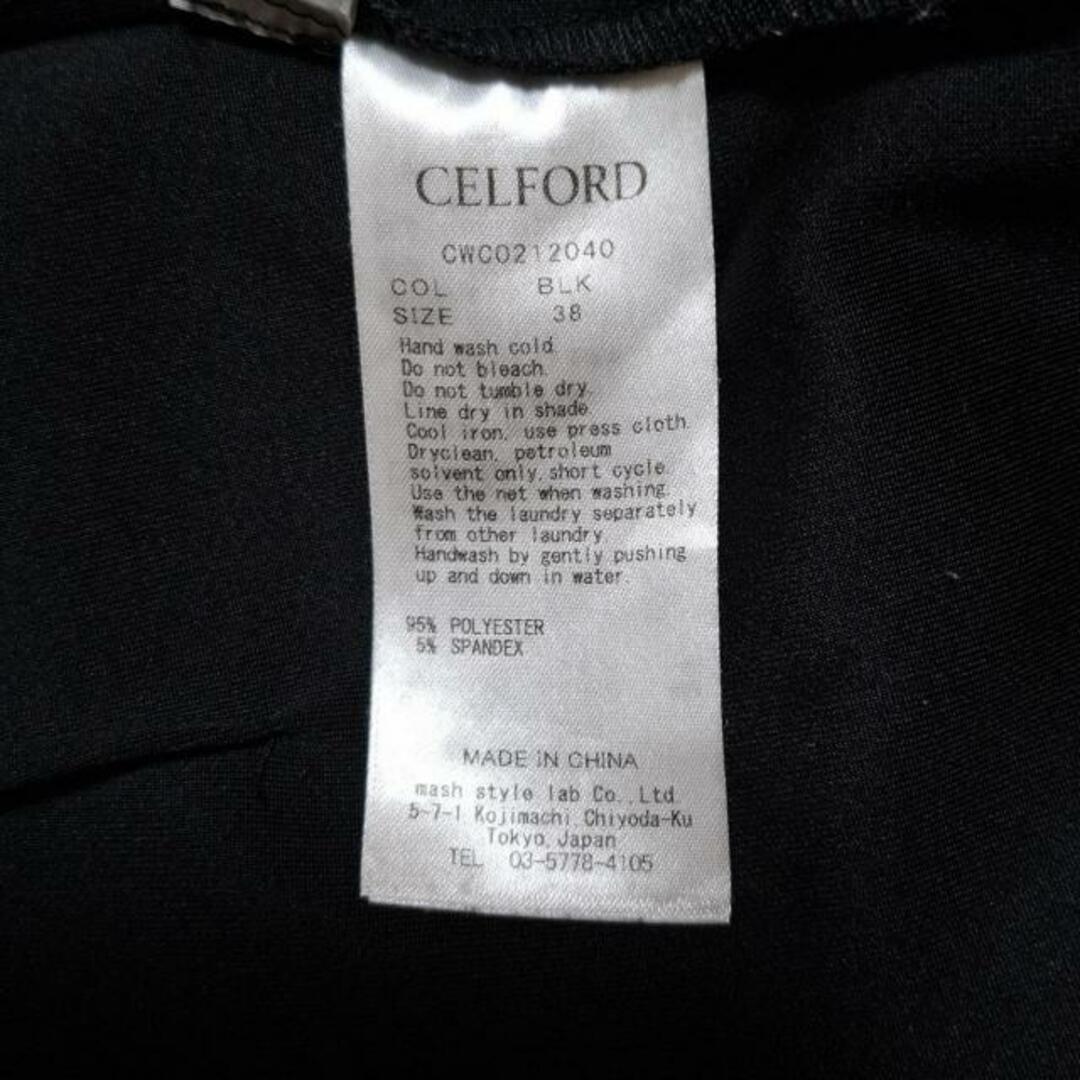 CELFORD
CWC0212040
COL BLK
SIZE 38
Hand wash cold.
Do not bleach.
Do not tumble dry.
Line dry in shade.
Cool iron, use press cloth.
Dryclean, petroleum
solvent only, short cycle.
Use the net when washing.
Wash the laundry separately
from other laundry.
Handwash by gently pushing
up and down in water.
95% POLYESTER
5% SPANDEX
MADE IN CHINA
mash style lab Co., Ltd.
5-7-1 Kojimachi, Chiyoda-Ku
Tokyo, Japan
TEL 03-5778-4105